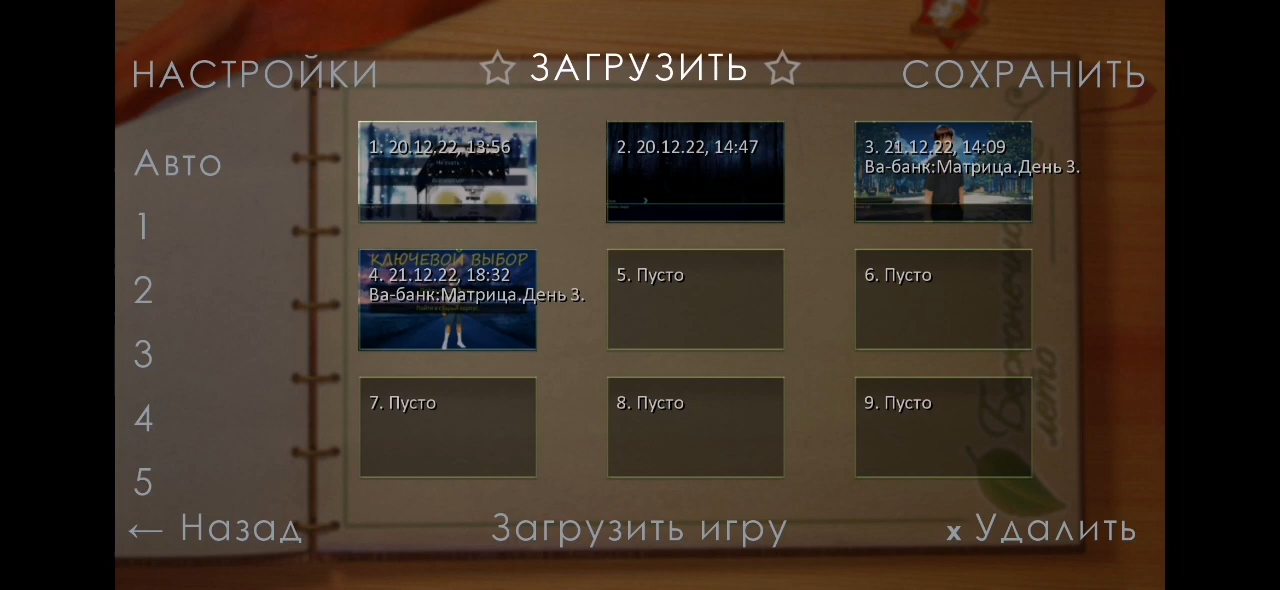 НАСТРОЙКИ
ЗАГРУЗИТЬ
СОХРАНИТЬ
Авто
1
2
3
4
5
1. 20.12.22, 13:56
2. 20.12.22, 14:47
3. 21.12.22, 14:09
Ва-банк:Матрица.День 3.
КЛЮЧЕВОЙ ВЫБОР
4. 21.12.22, 18:32
Ва-банк:Матрица.День 3.
5. Пусто
6. Пусто
7. Пусто
8. Пусто
9. Пусто
Бесконечное
лето
← Назад
Загрузить игру
x Удалить